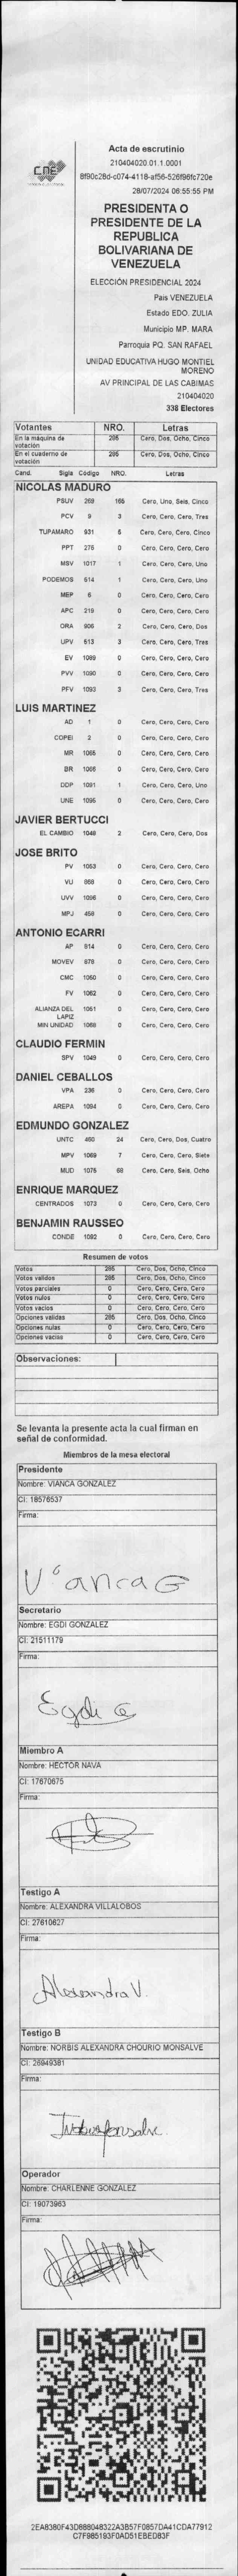 CNE
Acta de escrutinio
210404020.01.1.0001
8f90c28d-c074-4118-af56-526f96fc720e
28/07/2024 06:55:55 PM
PRESIDENTA O
PRESIDENTE DE LA
REPUBLICA
BOLIVARIANA DE
VENEZUELA
ELECCIÓN PRESIDENCIAL 2024
Pais VENEZUELA
Estado EDO. ZULIA
Municipio MP. MARA
Parroquia PQ. SAN RAFAEL
UNIDAD EDUCATIVA HUGO MONTIEL
MORENO
AV PRINCIPAL DE LAS CABIMAS
210404020
338 Electores
Votantes NRO. Letras
En la máquina de votación 285 Cero, Dos, Ocho, Cinco
En el cuaderno de votación 285 Cero, Dos, Ocho, Cinco
Cand. Sigla Código NRO. Letras
NICOLAS MADURO
PSUV 269 165 Cero, Uno, Seis, Cinco
PCV 9 3 Cero, Cero, Cero, Tres
TUPAMARO 931 5 Cero, Cero, Cero, Cinco
PPT 276 0 Cero, Cero, Cero, Cero
MSV 1017 1 Cero, Cero, Cero, Uno
PODEMOS 514 1 Cero, Cero, Cero, Uno
MEP 6 0 Cero, Cero, Cero, Cero
APC 219 0 Cero, Cero, Cero, Cero
ORA 906 2 Cero, Cero, Cero, Dos
UPV 613 3 Cero, Cero, Cero, Tres
EV 1089 0 Cero, Cero, Cero, Cero
PVV 1090 0 Cero, Cero, Cero, Cero
PFV 1093 3 Cero, Cero, Cero, Tres
LUIS MARTINEZ
AD 1 0 Cero, Cero, Cero, Cero
COPEI 2 0 Cero, Cero, Cero, Cero
MR 1065 0 Cero, Cero, Cero, Cero
BR 1066 0 Cero, Cero, Cero, Cero
DDP 1091 1 Cero, Cero, Cero, Uno
UNE 1095 0 Cero, Cero, Cero, Cero
JAVIER BERTUCCI
EL CAMBIO 1048 2 Cero, Cero, Cero, Dos
JOSE BRITO
PV 1053 0 Cero, Cero, Cero, Cero
VU 868 0 Cero, Cero, Cero, Cero
UVV 1096 0 Cero, Cero, Cero, Cero
MPJ 458 0 Cero, Cero, Cero, Cero
ANTONIO ECARRI
AP 914 0 Cero, Cero, Cero, Cero
MOVEV 878 0 Cero, Cero, Cero, Cero
CMC 1050 0 Cero, Cero, Cero, Cero
FV 1062 0 Cero, Cero, Cero, Cero
ALIANZA DEL LAPIZ 1051 0 Cero, Cero, Cero, Cero
MIN UNIDAD 1068 0 Cero, Cero, Cero, Cero
CLAUDIO FERMIN
SPV 1049 0 Cero, Cero, Cero, Cero
DANIEL CEBALLOS
VPA 236 0 Cero, Cero, Cero, Cero
AREPA 1094 0 Cero, Cero, Cero, Cero
EDMUNDO GONZALEZ
UNTC 460 24 Cero, Cero, Dos, Cuatro
MPV 1069 7 Cero, Cero, Cero, Siete
MUD 1075 68 Cero, Cero, Seis, Ocho
ENRIQUE MARQUEZ
CENTRADOS 1073 0 Cero, Cero, Cero, Cero
BENJAMIN RAUSSEO
CONDE 1092 0 Cero, Cero, Cero, Cero
Resumen de votos
Votos 285 Cero, Dos, Ocho, Cinco
Votos validos 285 Cero, Dos, Ocho, Cinco
Votos parciales 0 Cero, Cero, Cero, Cero
Votos nulos 0 Cero, Cero, Cero, Cero
Votos vacios 0 Cero, Cero, Cero, Cero
Opciones validas 285 Cero, Dos, Ocho, Cinco
Opciones nulas 0 Cero, Cero, Cero, Cero
Opciones vacias 0 Cero, Cero, Cero, Cero
Observaciones:
Se levanta la presente acta la cual firman en
señal de conformidad.
Miembros de la mesa electoral
Presidente
Nombre: VIANCA GONZALEZ
CI: 18576537
Firma:
Vianca G
Secretario
Nombre: EGDI GONZALEZ
CI: 21511179
Firma:
Egdi G
Miembro A
Nombre: HECTOR NAVA
CI: 17670675
Firma:
Testigo A
Nombre: ALEXANDRA VILLALOBOS
CI: 27610627
Firma:
Alexandra V.
Testigo B
Nombre: NORBIS ALEXANDRA CHOURIO MONSALVE
CI: 26949381
Firma:
Operador
Nombre: CHARLENNE GONZALEZ
CI: 19073963
Firma:
2EA8380F43D888048322A3B57F0857DA41CDA77912
C7F985193F0AD51EBED83F